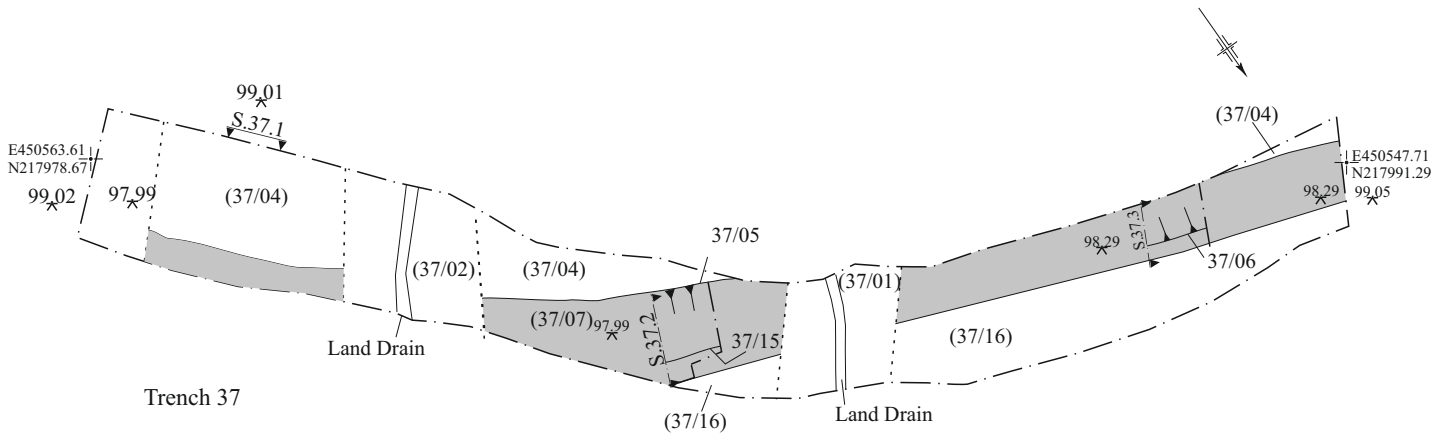 99.01
S.37.1
E450563.61
N217978.67
99.02
97.99
(37/04)
(37/02)
(37/04)
37/05
(37/07)
97.99
S.37.2
37/15
(37/16)
Land Drain
Land Drain
(37/01)
(37/04)
E450547.71
N217991.29
98.29
99.05
S.37.3
98.29
37/06
(37/16)
Trench 37